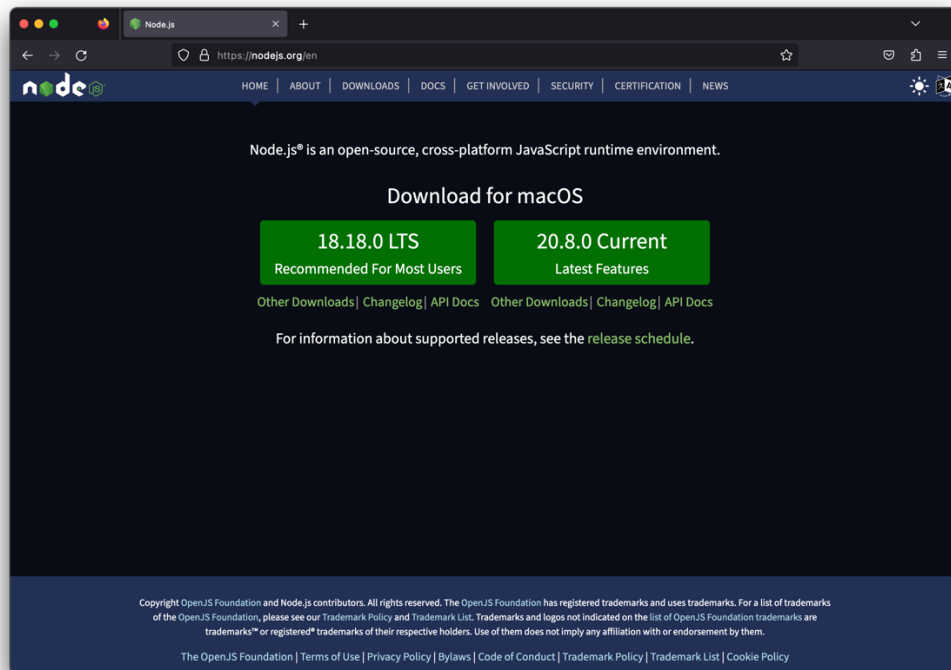 Node.js
https://nodejs.org/en
node JS
HOME | ABOUT | DOWNLOADS | DOCS | GET INVOLVED | SECURITY | CERTIFICATION | NEWS
Node.js® is an open-source, cross-platform JavaScript runtime environment.
Download for macOS
18.18.0 LTS
Recommended For Most Users
20.8.0 Current
Latest Features
Other Downloads | Changelog | API Docs
Other Downloads | Changelog | API Docs
For information about supported releases, see the release schedule.
Copyright OpenJS Foundation and Node.js contributors. All rights reserved. The OpenJS Foundation has registered trademarks and uses trademarks. For a list of trademarks
of the OpenJS Foundation, please see our Trademark Policy and Trademark List. Trademarks and logos not indicated on the list of OpenJS Foundation trademarks are
trademarks™ or registered® trademarks of their respective holders. Use of them does not imply any affiliation with or endorsement by them.
The OpenJS Foundation | Terms of Use | Privacy Policy | Bylaws | Code of Conduct | Trademark Policy | Trademark List | Cookie Policy